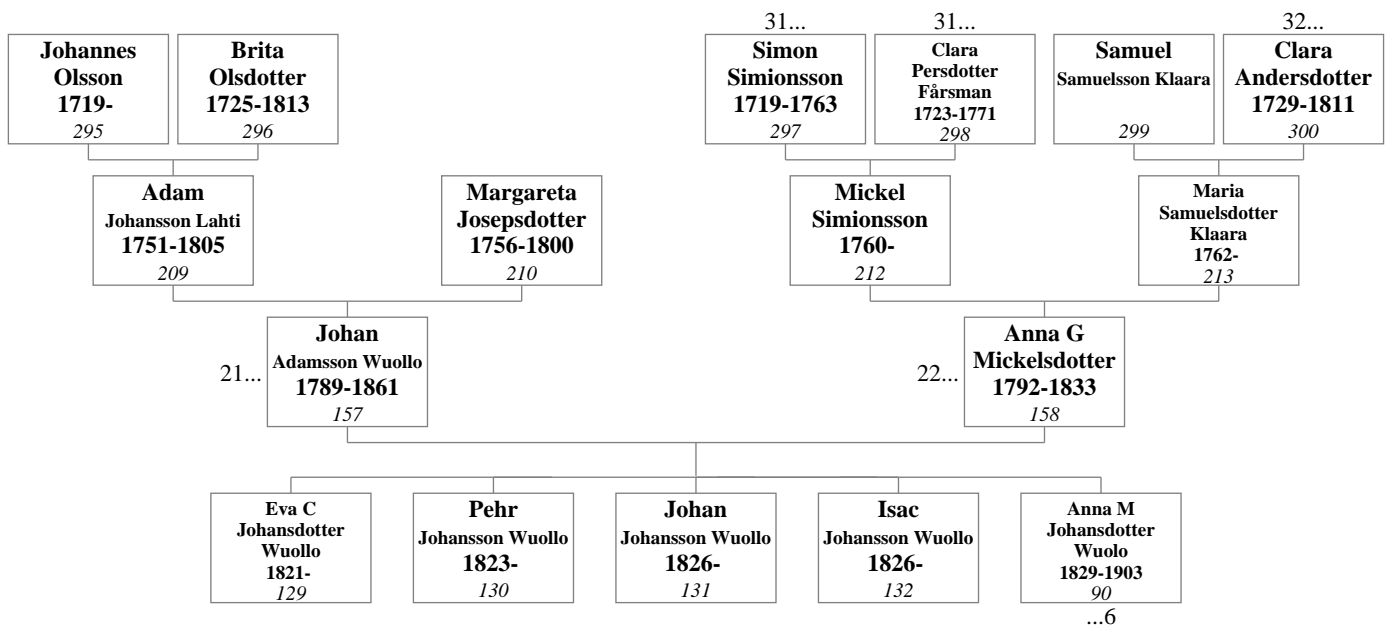 31...
31...
32...
Johannes
Olsson
1719-
295
Brita
Olsdotter
1725-1813
296
Simon
Simionsson
1719-1763
297
Clara
Persdotter
Fårsman
1723-1771
298
Samuel
Samuelsson Klaara
299
Clara
Andersdotter
1729-1811
300
Adam
Johansson Lahti
1751-1805
209
Margareta
Josepsdotter
1756-1800
210
Mickel
Simionsson
1760-
212
Maria
Samuelsdotter
Klaara
1762-
213
21...
Johan
Adamsson Wuollo
1789-1861
157
22...
Anna G
Mickelsdotter
1792-1833
158
Eva C
Johansdotter
Wuollo
1821-
129
Pehr
Johansson Wuollo
1823-
130
Johan
Johansson Wuollo
1826-
131
Isac
Johansson Wuollo
1826-
132
Anna M
Johansdotter
Wuolo
1829-1903
90
...6